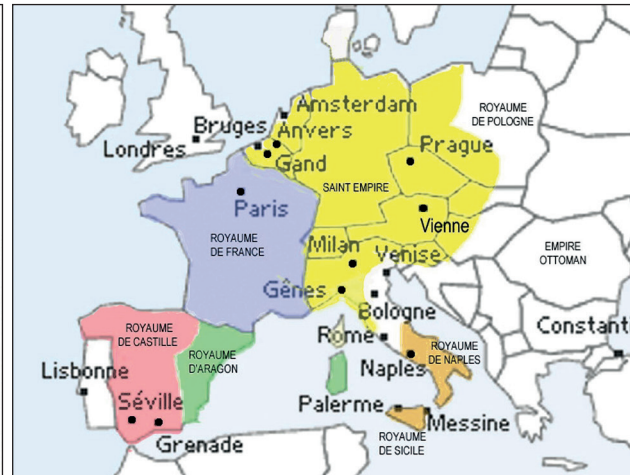 Amsterdam
Bruges
Anvers
Londres
Gand
ROYAUME
DE POLOGNE
Prague
SAINT EMPIRE
Paris
Vienne
ROYAUME
DE FRANCE
Milan
Venise
EMPIRE
OTTOMAN
Gênes
Bologne
ROYAUME
DE CASTILLE
Rome
Constant
ROYAUME
D'ARAGON
ROYAUME
DE NAPLES
Lisbonne
Naples
Séville
Palerme
Messine
Grenade
ROYAUME
DE SICILE